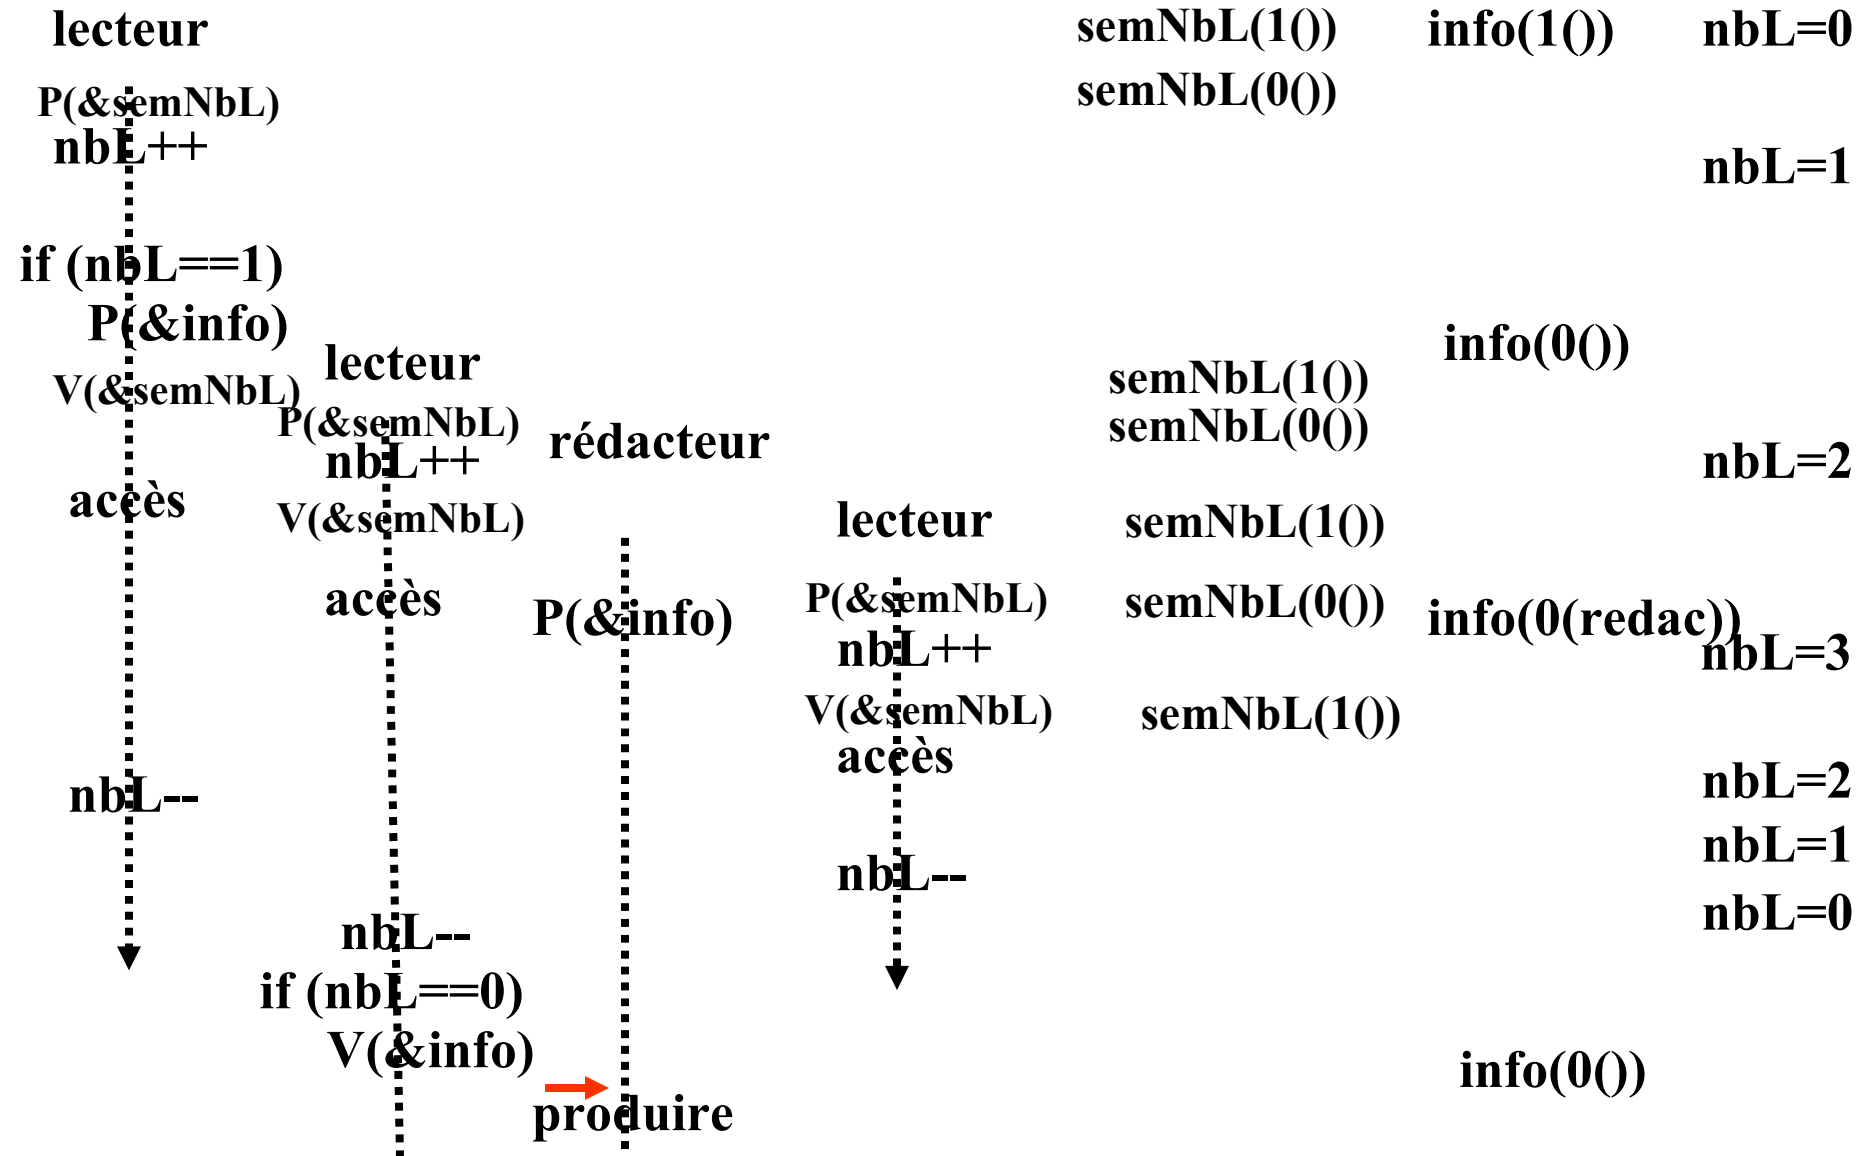 lecteur
semNbL(1())
info(1())
nbL=0
P(&semNbL)
semNbL(0())
nbL++
nbL=1
if (nbL==1)
P(&info)
info(0())
lecteur
V(&semNbL)
semNbL(1())
P(&semNbL)
semNbL(0())
rédacteur
nbL++
nbL=2
accès
V(&semNbL)
lecteur
semNbL(1())
accès
P(&info)
P(&semNbL)
semNbL(0())
info(0(redac))
nbL++
nbL=3
V(&semNbL)
semNbL(1())
accès
nbL--
nbL=2
nbL=1
nbL--
nbL=0
nbL--
if (nbL==0)
V(&info)
info(0())
produire